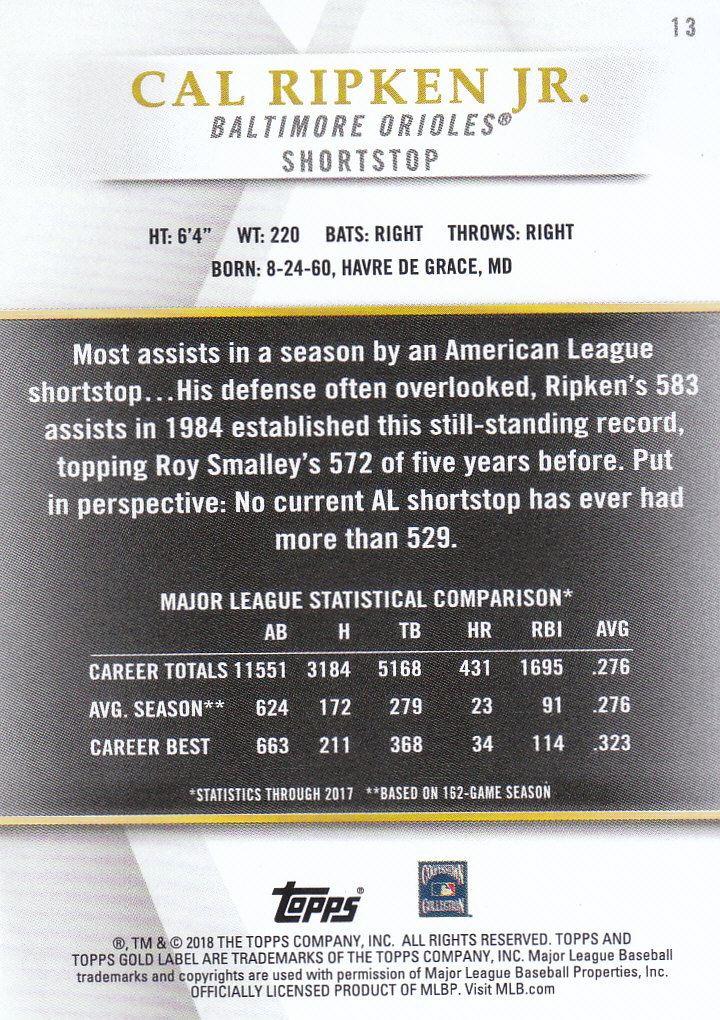 13
CAL RIPKEN JR.
BALTIMORE ORIOLES®
SHORTSTOP
HT: 6'4" WT: 220 BATS: RIGHT THROWS: RIGHT
BORN: 8-24-60, HAVRE DE GRACE, MD
Most assists in a season by an American League
shortstop...His defense often overlooked, Ripken's 583
assists in 1984 established this still-standing record,
topping Roy Smalley's 572 of five years before. Put
in perspective: No current AL shortstop has ever had
more than 529.
MAJOR LEAGUE STATISTICAL COMPARISON*
AB H TB HR RBI AVG
CAREER TOTALS 11551 3184 5168 431 1695 .276
AVG. SEASON** 624 172 279 23 91 .276
CAREER BEST 663 211 368 34 114 .323
*STATISTICS THROUGH 2017 **BASED ON 162-GAME SEASON
topps®
COOPERSTOWN
COLLECTION
®, TM & © 2018 THE TOPPS COMPANY, INC. ALL RIGHTS RESERVED. TOPPS AND
TOPPS GOLD LABEL ARE TRADEMARKS OF THE TOPPS COMPANY, INC. Major League Baseball
trademarks and copyrights are used with permission of Major League Baseball Properties, Inc.
OFFICIALLY LICENSED PRODUCT OF MLBP. Visit MLB.com